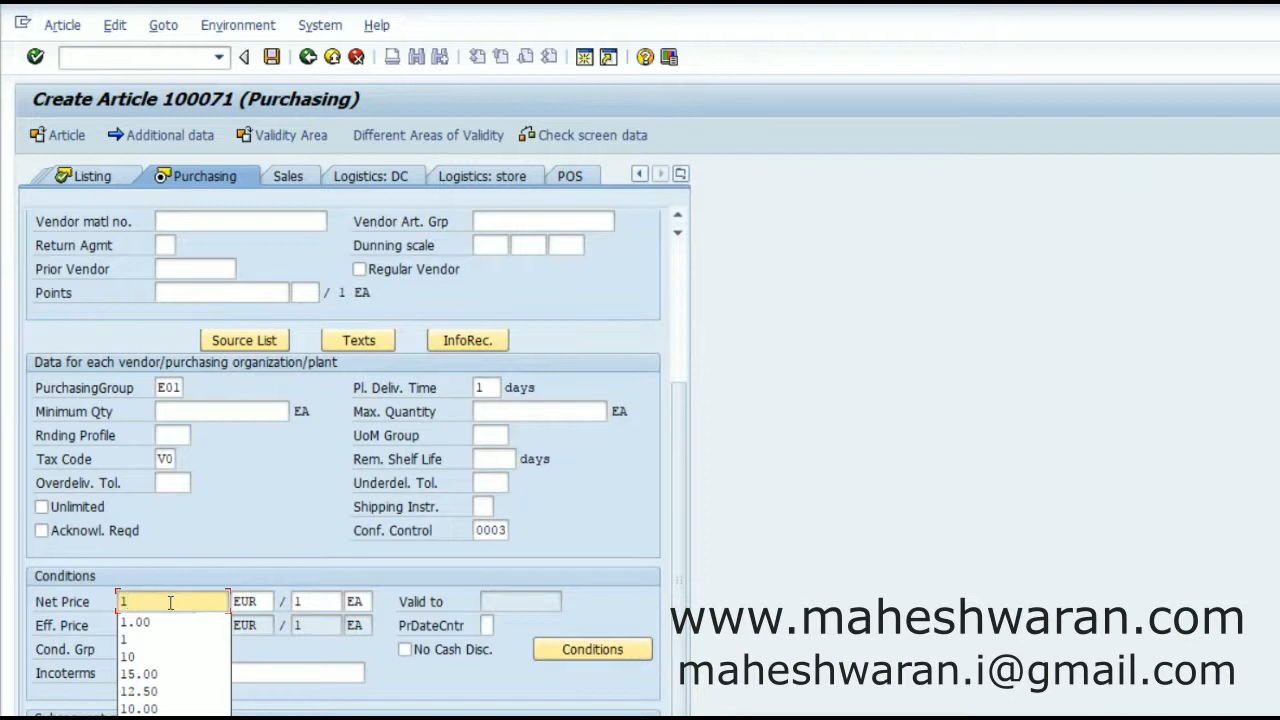 Article Edit Goto Environment System Help
Create Article 100071 (Purchasing)
Article Additional data Validity Area Different Areas of Validity Check screen data
Listing Purchasing Sales Logistics: DC Logistics: store POS
Vendor matl no. Vendor Art. Grp
Return Agmt Dunning scale
Prior Vendor Regular Vendor
Points / 1 EA
Source List Texts InfoRec.
Data for each vendor/purchasing organization/plant
PurchasingGroup E01 Pl. Deliv. Time 1 days
Minimum Qty EA Max. Quantity EA
Rnding Profile UoM Group
Tax Code V0 Rem. Shelf Life days
Overdeliv. Tol. Underdel. Tol.
Unlimited Shipping Instr.
Acknowl. Reqd Conf. Control 0003
Conditions
Net Price 1 EUR / 1 EA Valid to
Eff. Price EUR / 1 EA PrDateCntr
Cond. Grp No Cash Disc. Conditions
Incoterms
1.00
1
10
15.00
12.50
10.00
www.maheshwaran.com
maheshwaran.i@gmail.com